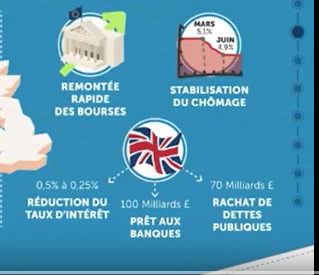 MARS
5,1%
JUIN
4,9%
REMONTÉE
RAPIDE
DES BOURSES
STABILISATION
DU CHÔMAGE
0,5% à 0,25%
RÉDUCTION DU
TAUX D'INTÉRÊT
100 Milliards £
PRÊT AUX
BANQUES
70 Milliards £
RACHAT DE
DETTES
PUBLIQUES